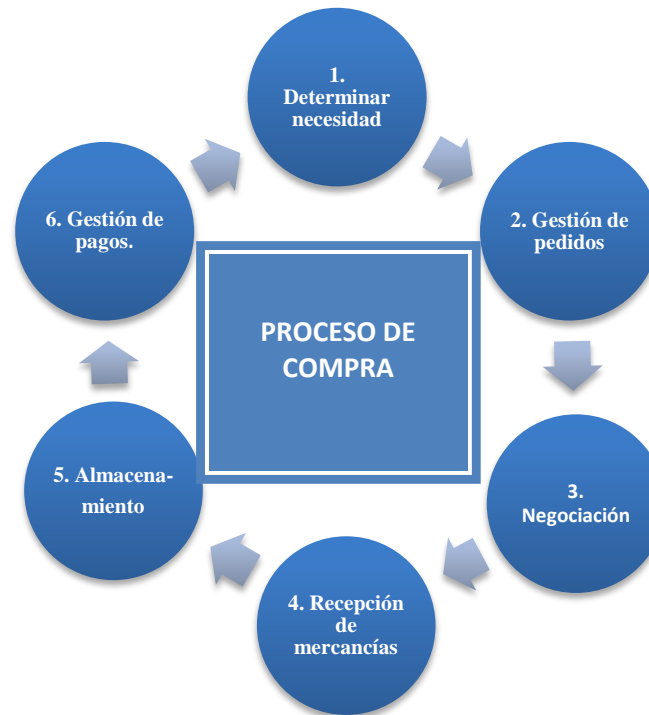 1.
Determinar
necesidad
2. Gestión de
pedidos
3.
Negociación
4. Recepción
de
mercancías
5. Almacena-
miento
6. Gestión de
pagos.
PROCESO DE
COMPRA